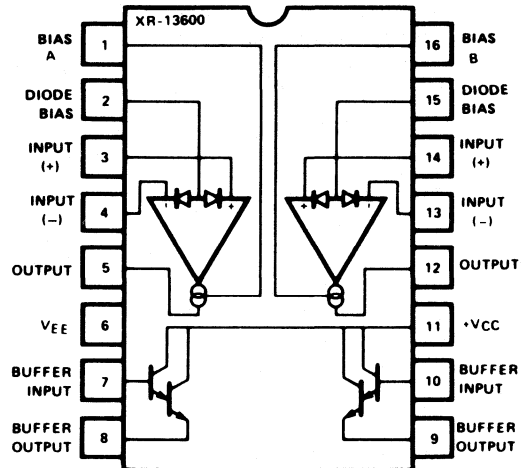 XR-13600
BIAS
A
1
16
BIAS
B
DIODE
BIAS
2
15
DIODE
BIAS
INPUT
(+)
3
14
INPUT
(+)
INPUT
(−)
4
13
INPUT
(−)
- +
+ -
OUTPUT
5
12
OUTPUT
VEE
6
11
+VCC
BUFFER
INPUT
7
10
BUFFER
INPUT
BUFFER
OUTPUT
8
9
BUFFER
OUTPUT